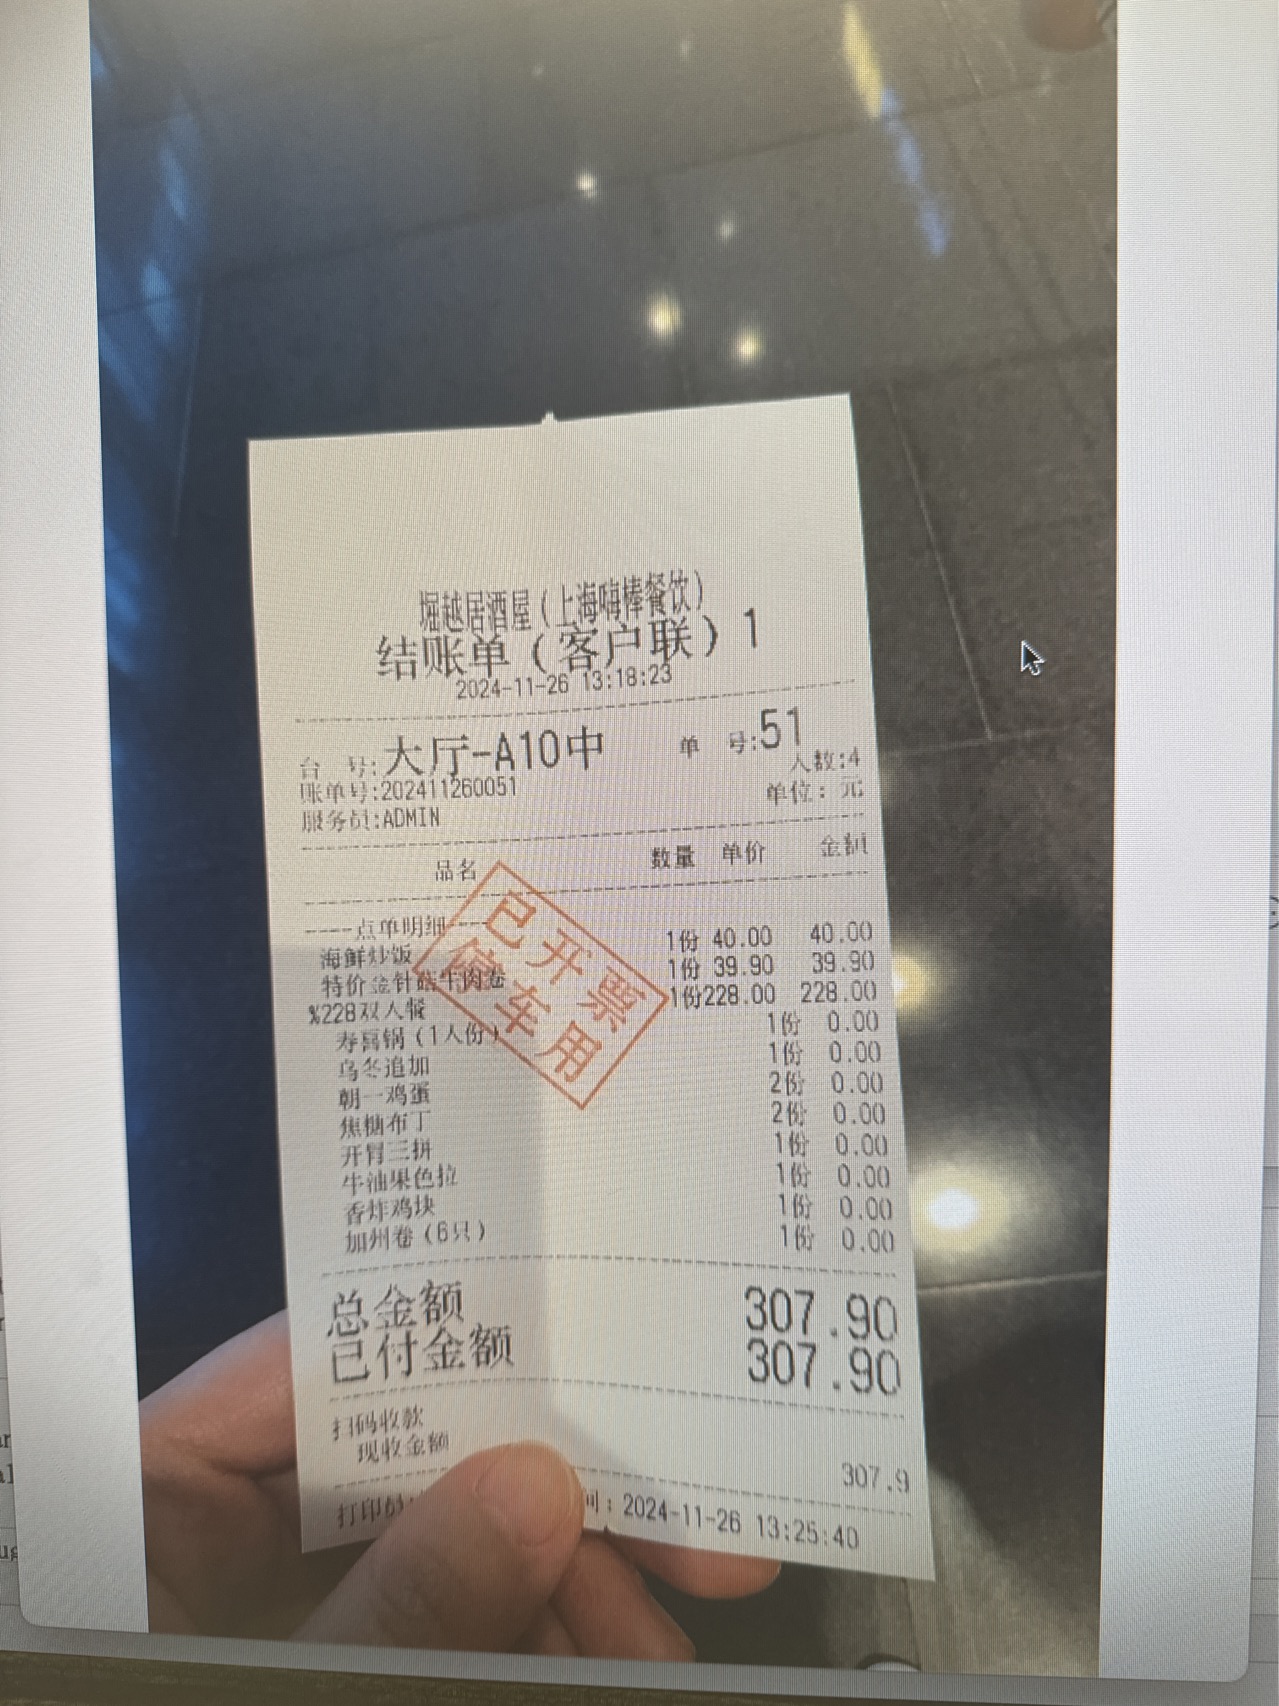 堀越居酒屋(上海嗨棒餐饮)
结账单(客户联)1
2024-11-26 13:18:23
台 号:大厅-A10中 单 号:51
人数:4
账单号:202411260051 单位: 元
服务员:ADMIN
品名 数量 单价 金额
----点单明细----
海鲜炒饭 1份 40.00 40.00
特价金针菇牛肉卷 1份 39.90 39.90
%228双人餐 1份228.00 228.00
寿喜锅(1人份) 1份 0.00
乌冬追加 1份 0.00
朝一鸡蛋 2份 0.00
焦糖布丁 2份 0.00
开胃三拼 1份 0.00
牛油果色拉 1份 0.00
香炸鸡块 1份 0.00
加州卷(6只) 1份 0.00
已开票
停车用
总金额 307.90
已付金额 307.90
扫码收款
现收金额 307.9
打印 间: 2024-11-26 13:25:40